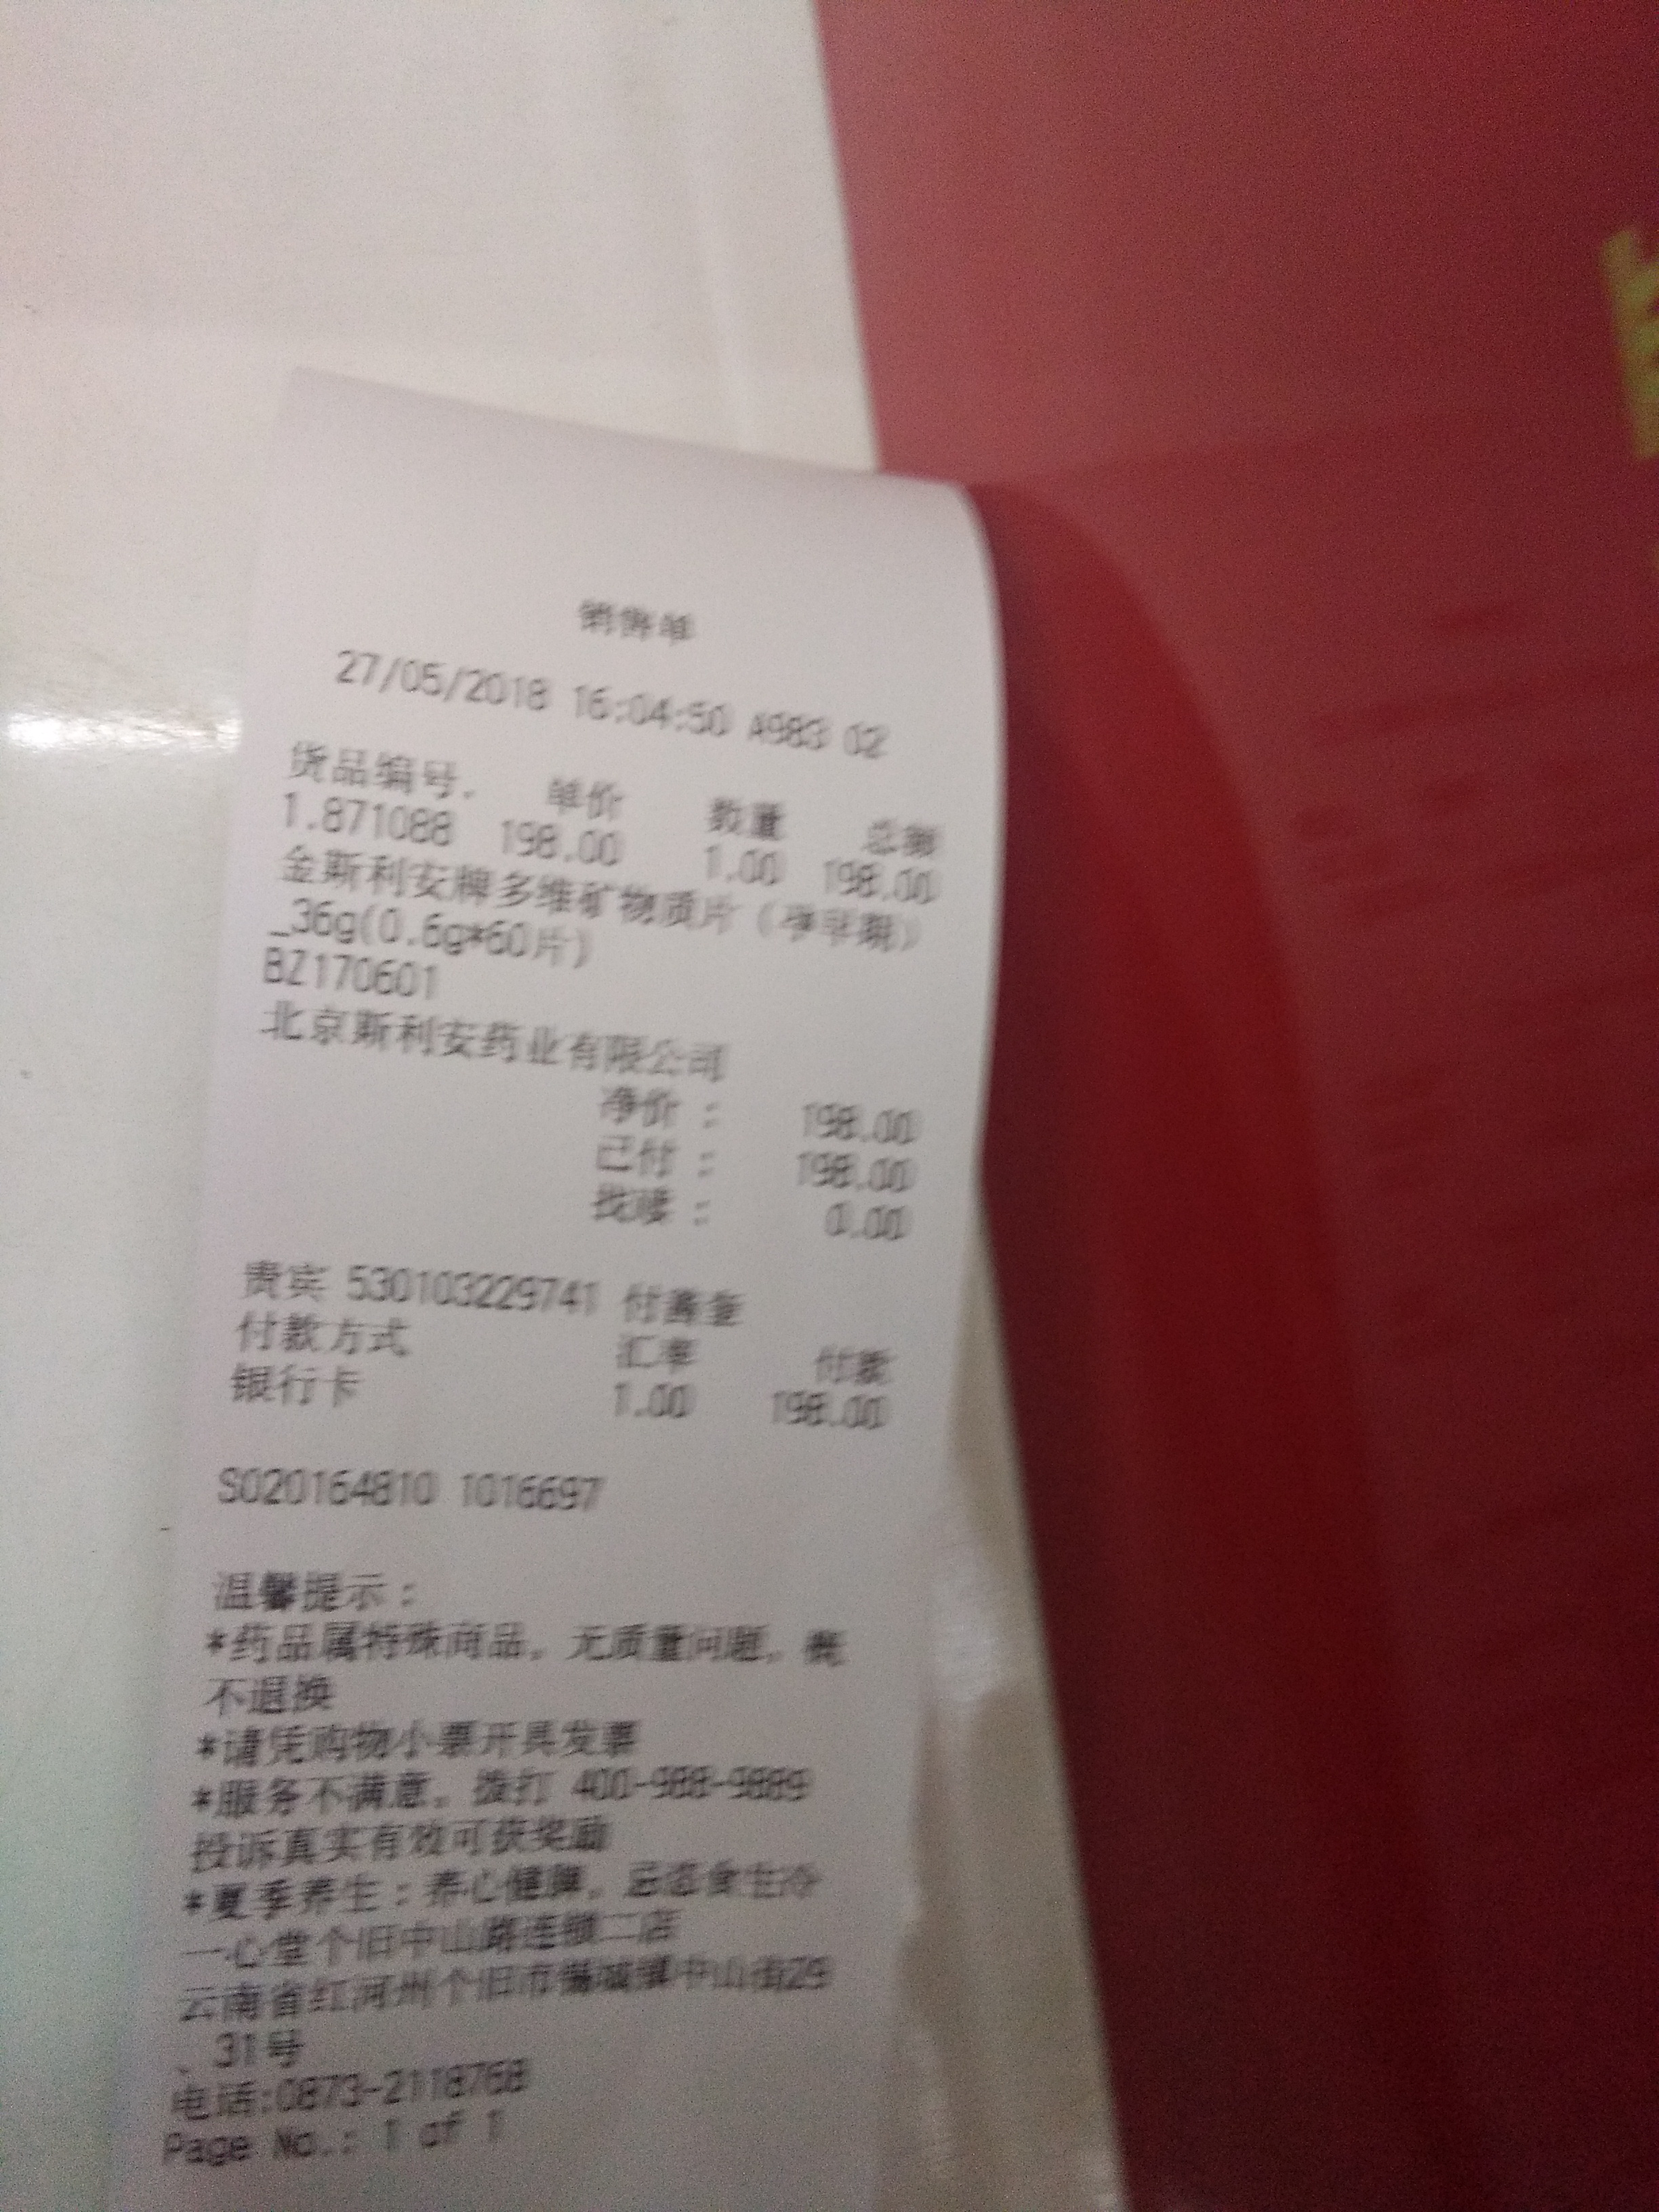 销售单
27/05/2018 16:04:50 A983 02
货品编号. 单价 数量 总额
1.871088 198.00 1.00 198.00
金斯利安牌多维矿物质片（孕早期）
_36g(0.6g*60片)
BZ170601
北京斯利安药业有限公司
净价 : 198.00
已付 : 198.00
找赎 : 0.00
贵宾 530103229741
付款方式 汇率 付款
银行卡 1.00 198.00
S020164810 1016697
温馨提示:
*药品属特殊商品，无质量问题，概
不退换
*请凭购物小票开具发票
*服务不满意，拨打 400-988-9889
投诉真实有效可获奖励
*夏季养生:养心健脾，忌恣食生冷
一心堂个旧中山路连锁二店
云南省红河州个旧市锡城镇中山街29
、31号
电话:0873-2118768
Page No.: 1 of 1